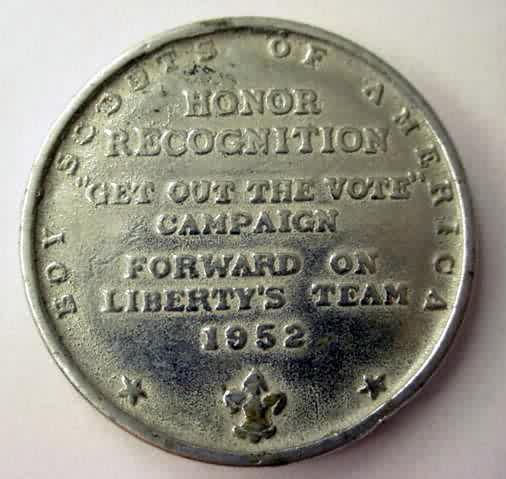 BOY SCOUTS OF AMERICA
HONOR
RECOGNITION
"GET OUT THE VOTE"
CAMPAIGN
FORWARD ON
LIBERTY'S TEAM
1952